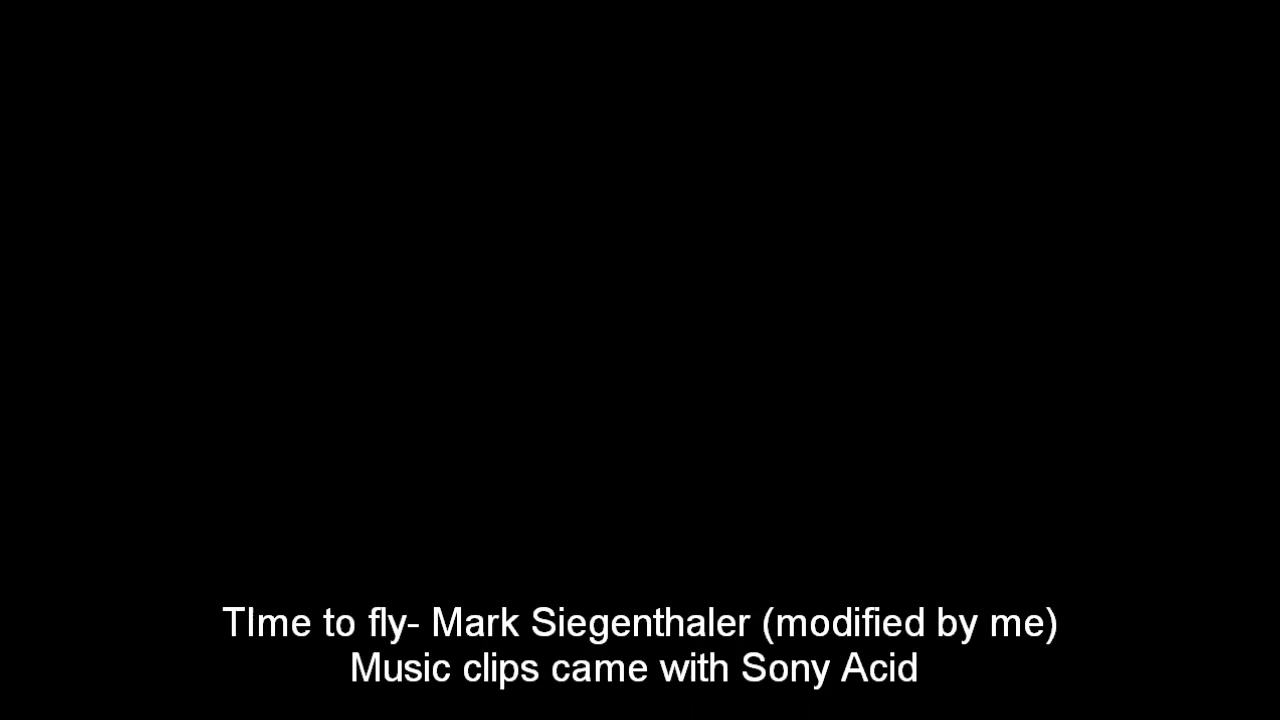 TIme to fly- Mark Siegenthaler (modified by me)
Music clips came with Sony Acid